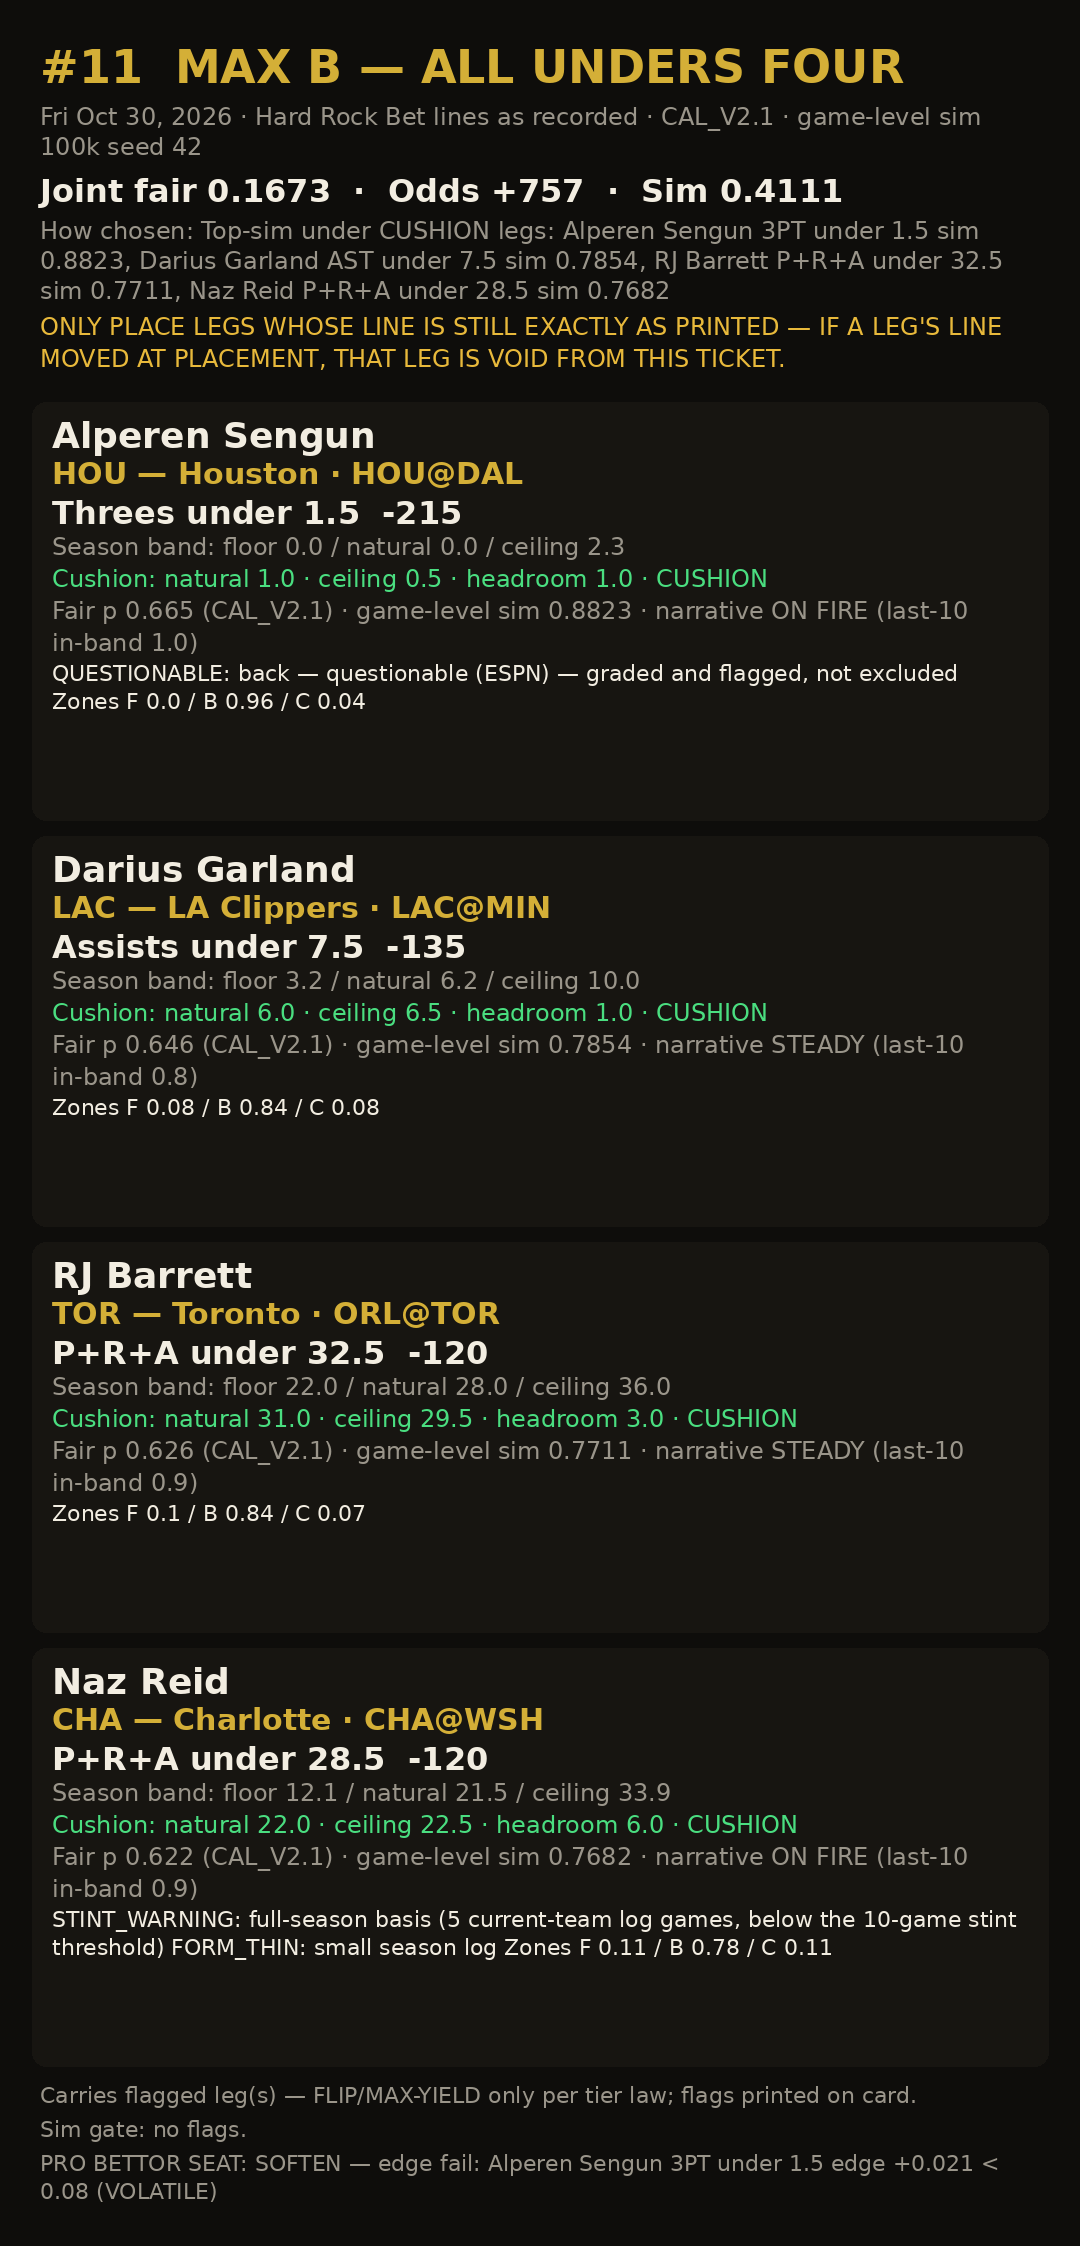 #11  MAX B — ALL UNDERS FOUR
Fri Oct 30, 2026 · Hard Rock Bet lines as recorded · CAL_V2.1 · game-level sim
100k seed 42
Joint fair 0.1673  ·  Odds +757  ·  Sim 0.4111
How chosen: Top-sim under CUSHION legs: Alperen Sengun 3PT under 1.5 sim
0.8823, Darius Garland AST under 7.5 sim 0.7854, RJ Barrett P+R+A under 32.5
sim 0.7711, Naz Reid P+R+A under 28.5 sim 0.7682
ONLY PLACE LEGS WHOSE LINE IS STILL EXACTLY AS PRINTED — IF A LEG'S LINE
MOVED AT PLACEMENT, THAT LEG IS VOID FROM THIS TICKET.
Alperen Sengun
HOU — Houston · HOU@DAL
Threes under 1.5  -215
Season band: floor 0.0 / natural 0.0 / ceiling 2.3
Cushion: natural 1.0 · ceiling 0.5 · headroom 1.0 · CUSHION
Fair p 0.665 (CAL_V2.1) · game-level sim 0.8823 · narrative ON FIRE (last-10
in-band 1.0)
QUESTIONABLE: back — questionable (ESPN) — graded and flagged, not excluded
Zones F 0.0 / B 0.96 / C 0.04
Darius Garland
LAC — LA Clippers · LAC@MIN
Assists under 7.5  -135
Season band: floor 3.2 / natural 6.2 / ceiling 10.0
Cushion: natural 6.0 · ceiling 6.5 · headroom 1.0 · CUSHION
Fair p 0.646 (CAL_V2.1) · game-level sim 0.7854 · narrative STEADY (last-10
in-band 0.8)
Zones F 0.08 / B 0.84 / C 0.08
RJ Barrett
TOR — Toronto · ORL@TOR
P+R+A under 32.5  -120
Season band: floor 22.0 / natural 28.0 / ceiling 36.0
Cushion: natural 31.0 · ceiling 29.5 · headroom 3.0 · CUSHION
Fair p 0.626 (CAL_V2.1) · game-level sim 0.7711 · narrative STEADY (last-10
in-band 0.9)
Zones F 0.1 / B 0.84 / C 0.07
Naz Reid
CHA — Charlotte · CHA@WSH
P+R+A under 28.5  -120
Season band: floor 12.1 / natural 21.5 / ceiling 33.9
Cushion: natural 22.0 · ceiling 22.5 · headroom 6.0 · CUSHION
Fair p 0.622 (CAL_V2.1) · game-level sim 0.7682 · narrative ON FIRE (last-10
in-band 0.9)
STINT_WARNING: full-season basis (5 current-team log games, below the 10-game stint
threshold) FORM_THIN: small season log Zones F 0.11 / B 0.78 / C 0.11
Carries flagged leg(s) — FLIP/MAX-YIELD only per tier law; flags printed on card.
Sim gate: no flags.
PRO BETTOR SEAT: SOFTEN — edge fail: Alperen Sengun 3PT under 1.5 edge +0.021 <
0.08 (VOLATILE)